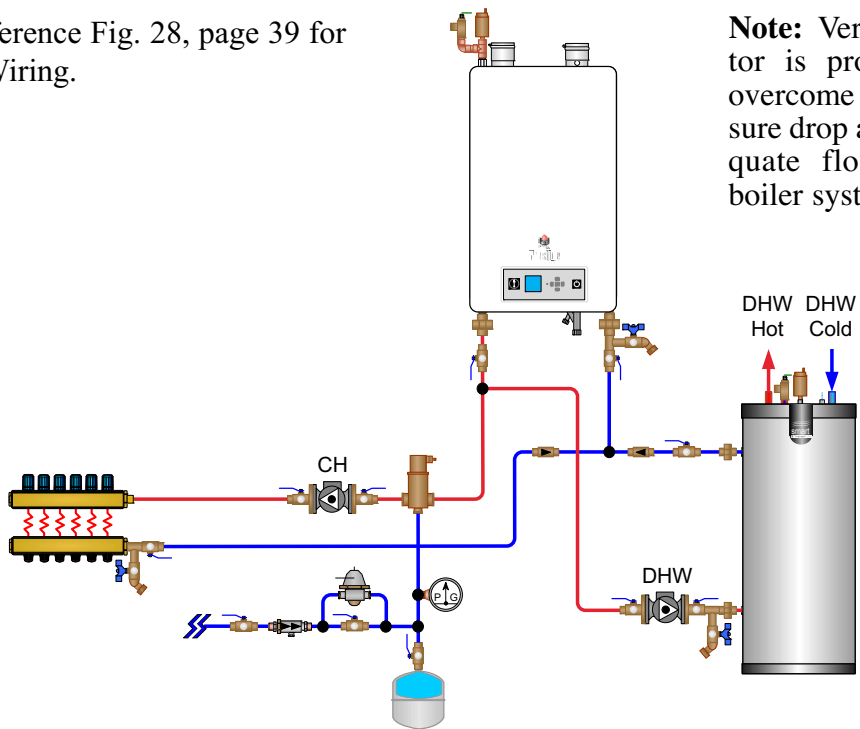 erence Fig. 28, page 39 for
Wiring.
Note: Ver
tor is pro
overcome
sure drop a
quate flo
boiler syst
DHW DHW
Hot Cold
smart
CH
P G
DHW